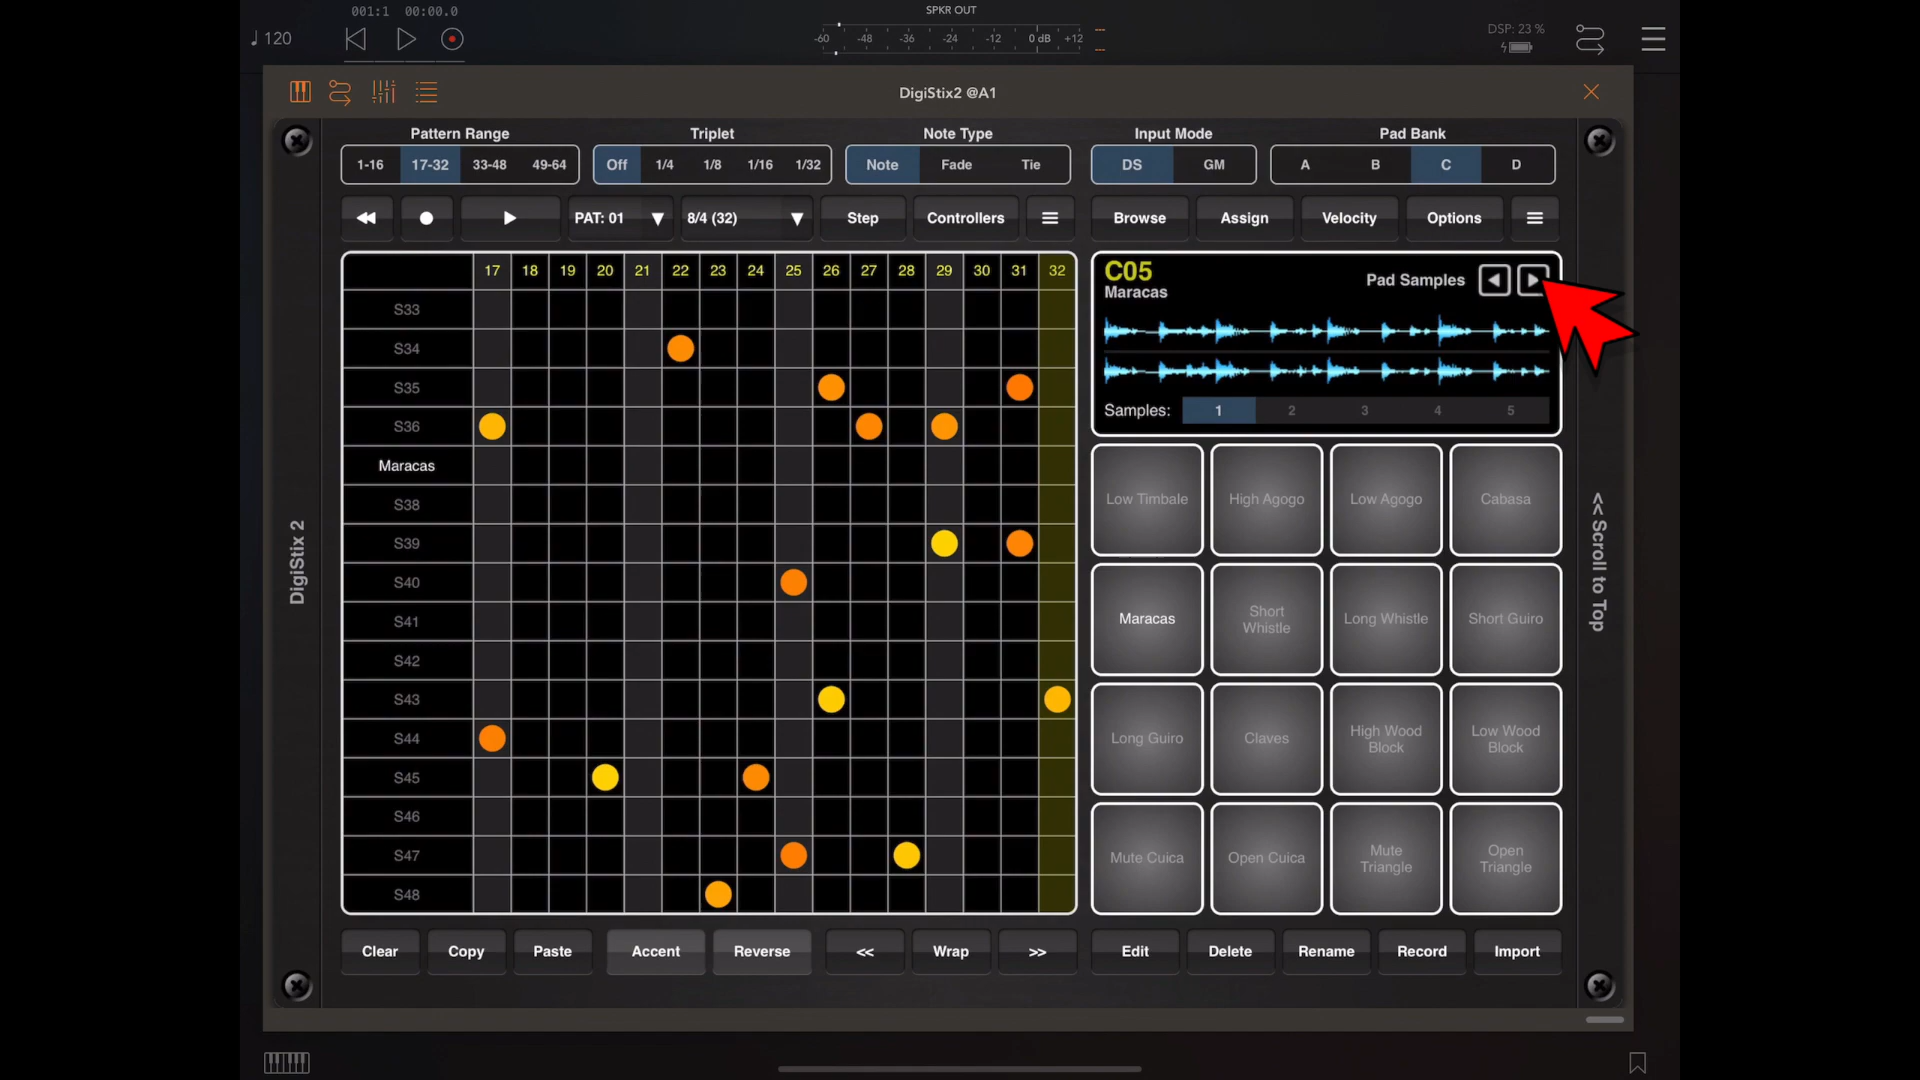 001:1 00:00.0
SPKR OUT
♩ 120
-60 -48 -36 -24 -12 0 dB +12
DSP: 23 %
DigiStix2 @A1
Pattern Range Triplet Note Type Input Mode Pad Bank
1-16 17-32 33-48 49-64 Off 1/4 1/8 1/16 1/32 Note Fade Tie DS GM A B C D
PAT: 01 ▼ 8/4 (32) ▼ Step Controllers Browse Assign Velocity Options
17 18 19 20 21 22 23 24 25 26 27 28 29 30 31 32
S33
S34
S35
S36
Maracas
S38
S39
S40
S41
S42
S43
S44
S45
S46
S47
S48
C05
Maracas
Pad Samples
Samples: 1 2 3 4 5
Low Timbale High Agogo Low Agogo Cabasa
Maracas Short Whistle Long Whistle Short Guiro
Long Guiro Claves High Wood Block Low Wood Block
Mute Cuica Open Cuica Mute Triangle Open Triangle
DigiStix 2
<< Scroll to Top
Clear Copy Paste Accent Reverse << Wrap >> Edit Delete Rename Record Import